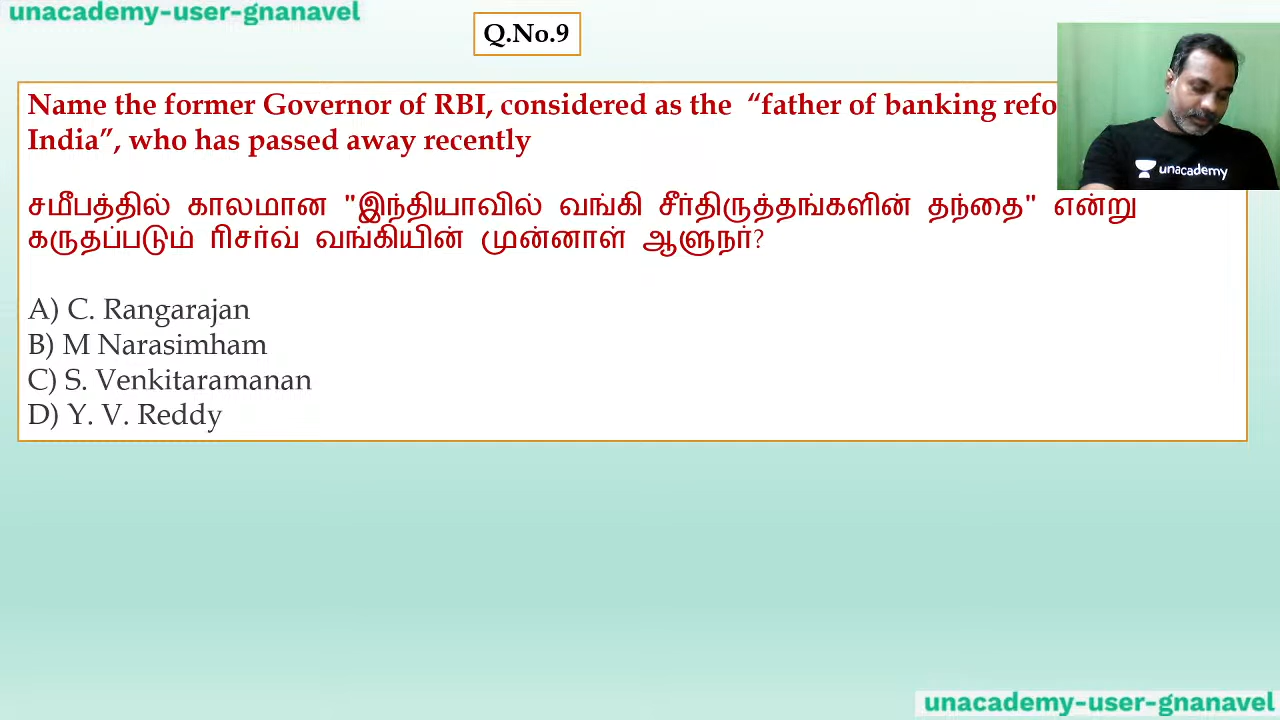 unacademy-user-gnanavel
Q.No.9
Name the former Governor of RBI, considered as the “father of banking
India”, who has passed away recently
unacademy
சமீபத்தில் காலமான "இந்தியாவில் வங்கி சீர்திருத்தங்களின் தந்தை" என்று
கருதப்படும் ரிசர்வ் வங்கியின் முன்னாள் ஆளுநர்?
A) C. Rangarajan
B) M Narasimham
C) S. Venkitaramanan
D) Y. V. Reddy
unacademy-user-gnanavel